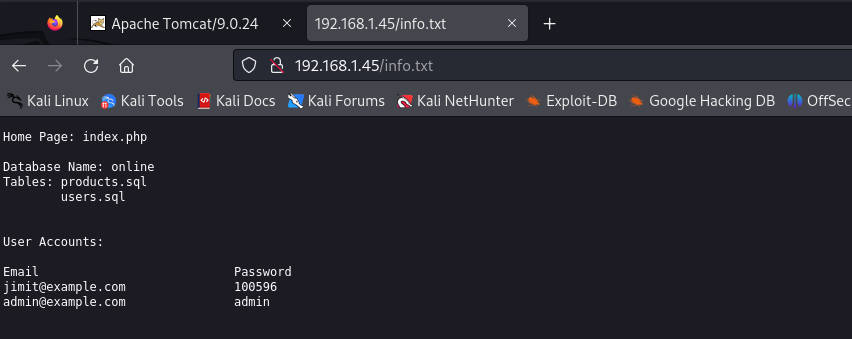 Apache Tomcat/9.0.24
192.168.1.45/info.txt
192.168.1.45/info.txt
Kali Linux
Kali Tools
Kali Docs
Kali Forums
Kali NetHunter
Exploit-DB
Google Hacking DB
OffSec
Home Page: index.php
Database Name: online
Tables: products.sql
users.sql
User Accounts:
Email Password
jimit@example.com 100596
admin@example.com admin